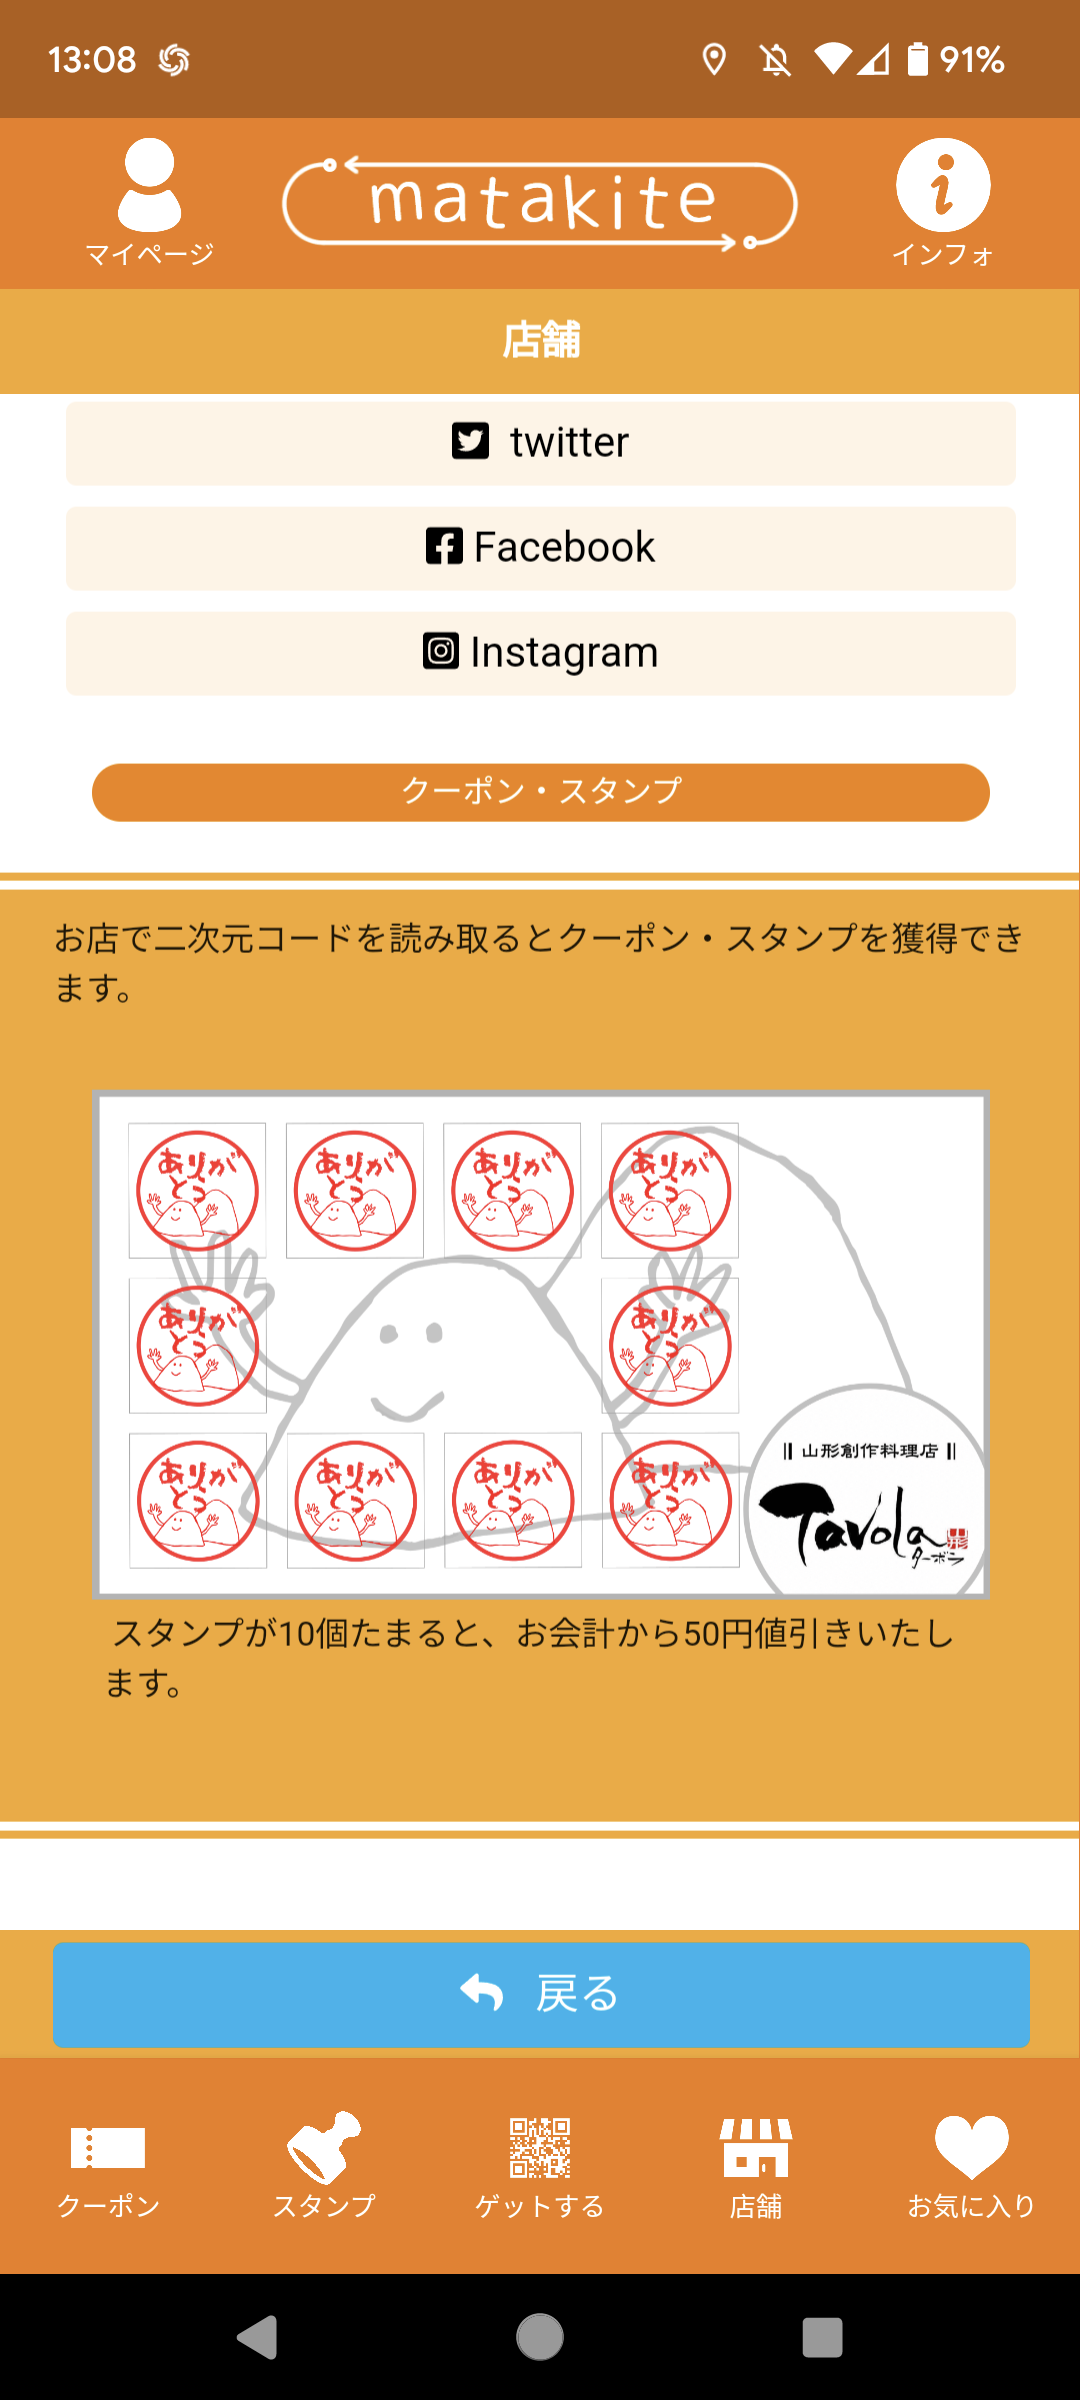 13:08
91%
マイページ
matakite
インフォ
店舗
twitter
Facebook
Instagram
クーポン・スタンプ
お店で二次元コードを読み取るとクーポン・スタンプを獲得でき
ます。
ありがとう ありがとう ありがとう ありがとう
ありがとう ありがとう
ありがとう ありがとう ありがとう ありがとう
山形創作料理店
Tavola
山形
ターボン
スタンプが10個たまると、お会計から50円値引きいたし
ます。
戻る
クーポン
スタンプ
ゲットする
店舗
お気に入り